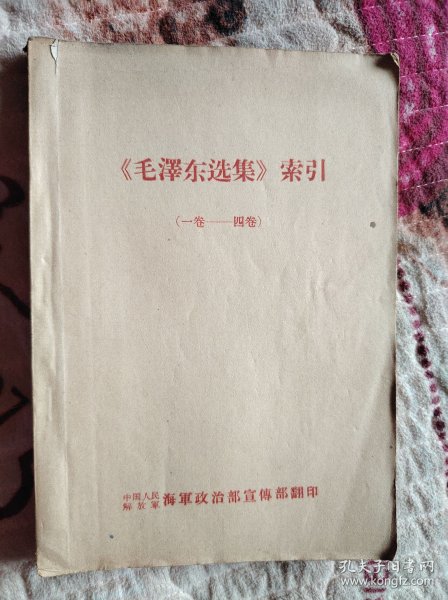 《毛澤东选集》索引
（一卷——四卷）
中国人民
解放軍 海軍政治部宣傳部翻印
孔夫子旧书网
www.kongfz.com